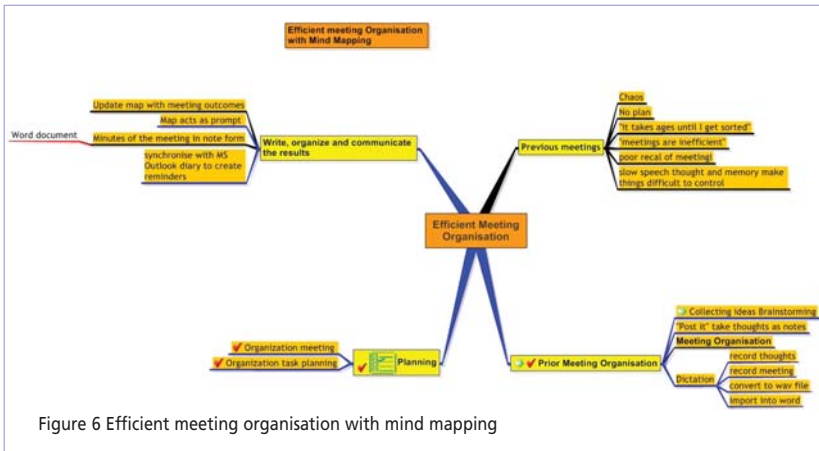 Efficient meeting Organisation
with Mind Mapping
Update map with meeting outcomes
Map acts as prompt
Word document
Minutes of the meeting in note form
synchronise with MS
Outlook diary to create
reminders
Write, organize and communicate
the results
Previous meetings
Chaos
No plan
"it takes ages until I get sorted"
"meetings are inefficient"
poor recal of meeting!
slow speech thought and memory make
things difficult to control
Efficient Meeting
Organisation
Organization meeting
Organization task planning
Planning
Prior Meeting Organisation
Collecting ideas Brainstorming
"Post it" take thoughts as notes
Meeting Organisation
Dictation
record thoughts
record meeting
convert to wav file
import into word
Figure 6 Efficient meeting organisation with mind mapping